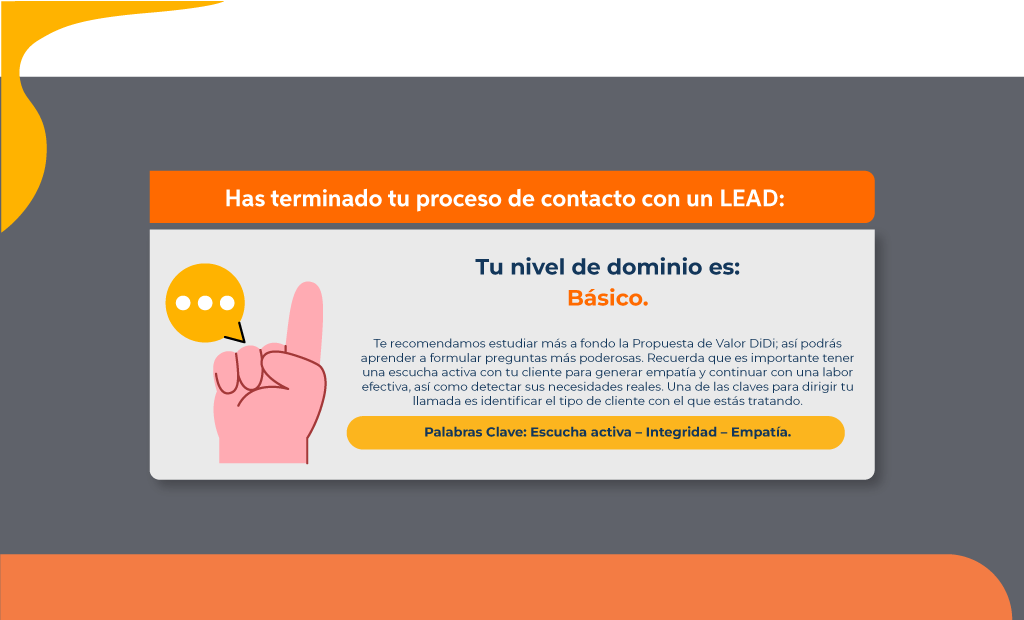 Has terminado tu proceso de contacto con un LEAD:
Tu nivel de dominio es:
Básico.
Te recomendamos estudiar más a fondo la Propuesta de Valor DiDi; así podrás
aprender a formular preguntas más poderosas. Recuerda que es importante tener
una escucha activa con tu cliente para generar empatía y continuar con una labor
efectiva, así como detectar sus necesidades reales. Una de las claves para dirigir tu
llamada es identificar el tipo de cliente con el que estás tratando.
Palabras Clave: Escucha activa – Integridad – Empatía.